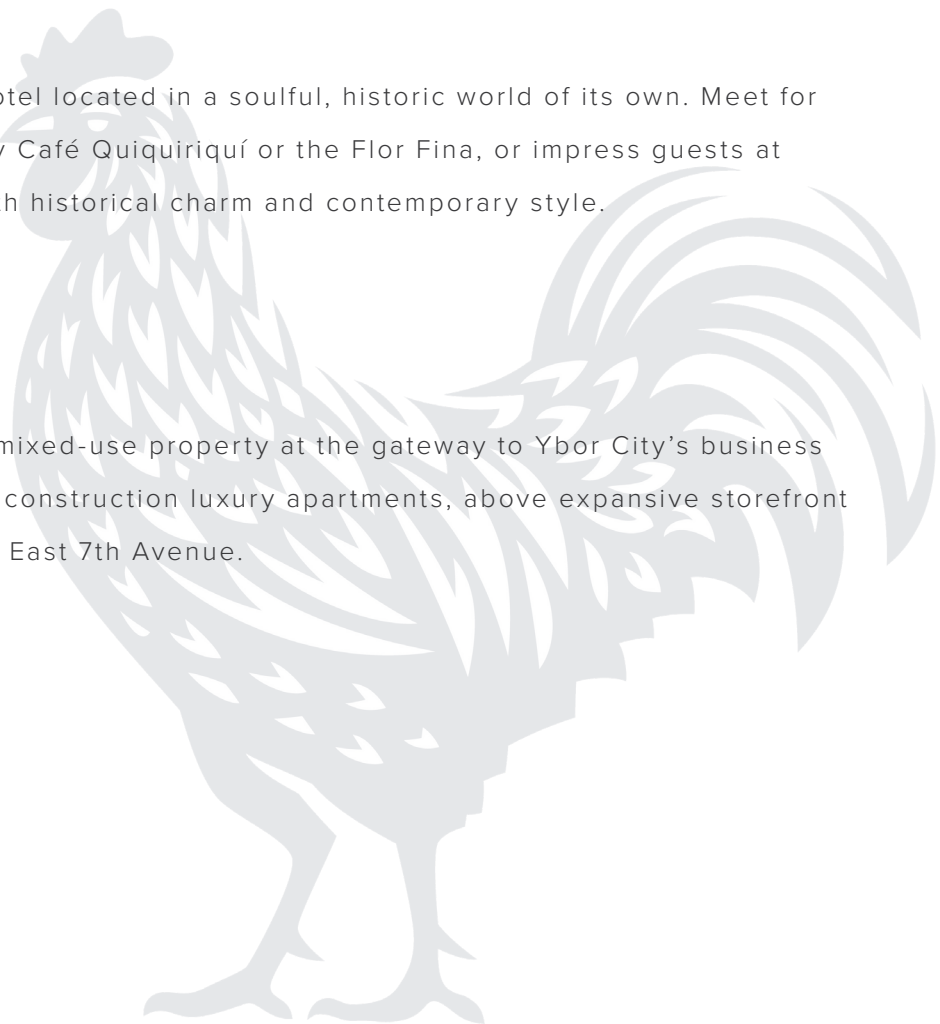 otel located in a soulful, historic world of its own. Meet for
y Café Quiquiriquí or the Flor Fina, or impress guests at
th historical charm and contemporary style.
mixed-use property at the gateway to Ybor City’s business
construction luxury apartments, above expansive storefront
East 7th Avenue.